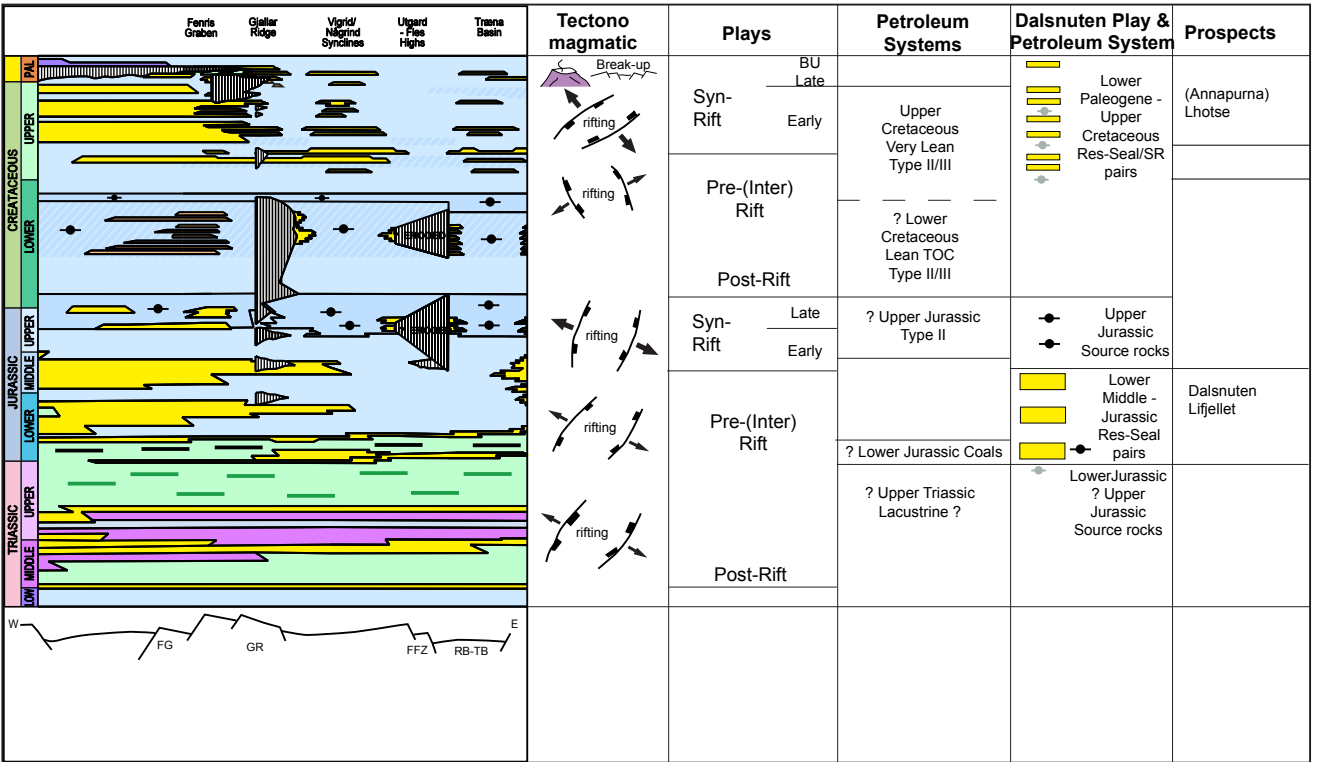 Fenris
Graben
Gjallar
Ridge
Vigrid/
Någrind
Synclines
Utgard
- Fles
Highs
Træna
Basin
Tectono
magmatic
Plays
Petroleum
Systems
Dalsnuten Play &
Petroleum System
Prospects
PAL
CREATACEOUS
UPPER
LOWER
JURASSIC
UPPER
MIDDLE
LOWER
TRIASSIC
UPPER
MIDDLE
LOW
ERODED
ERODED
Break-up
rifting
rifting
rifting
rifting
rifting
BU
Late
Syn-
Rift
Early
Pre-(Inter)
Rift
Post-Rift
Syn-
Rift
Late
Early
Pre-(Inter)
Rift
Post-Rift
Upper
Cretaceous
Very Lean
Type II/III
? Lower
Cretaceous
Lean TOC
Type II/III
? Upper Jurassic
Type II
? Lower Jurassic Coals
? Upper Triassic
Lacustrine ?
Lower
Paleogene -
Upper
Cretaceous
Res-Seal/SR
pairs
Upper
Jurassic
Source rocks
Lower
Middle -
Jurassic
Res-Seal
pairs
LowerJurassic
? Upper
Jurassic
Source rocks
(Annapurna)
Lhotse
Dalsnuten
Lifjellet
W
FG
GR
FFZ
RB-TB
E